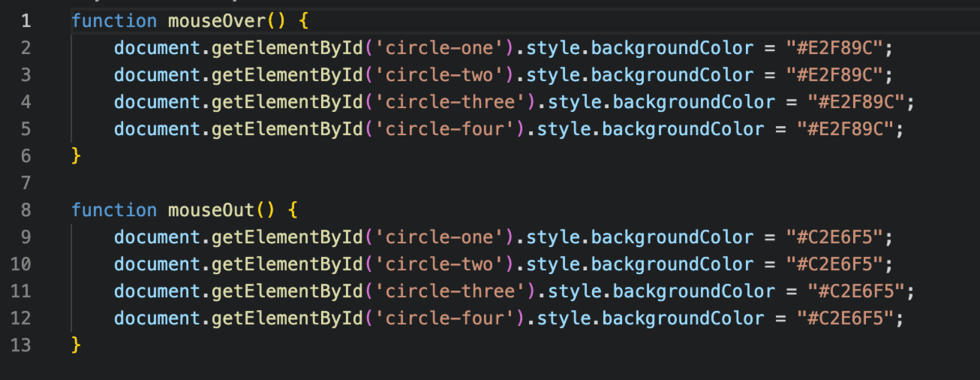 1 function mouseOver() {
2 document.getElementById('circle-one').style.backgroundColor = "#E2F89C";
3 document.getElementById('circle-two').style.backgroundColor = "#E2F89C";
4 document.getElementById('circle-three').style.backgroundColor = "#E2F89C";
5 document.getElementById('circle-four').style.backgroundColor = "#E2F89C";
6 }
7
8 function mouseOut() {
9 document.getElementById('circle-one').style.backgroundColor = "#C2E6F5";
10 document.getElementById('circle-two').style.backgroundColor = "#C2E6F5";
11 document.getElementById('circle-three').style.backgroundColor = "#C2E6F5";
12 document.getElementById('circle-four').style.backgroundColor = "#C2E6F5";
13 }